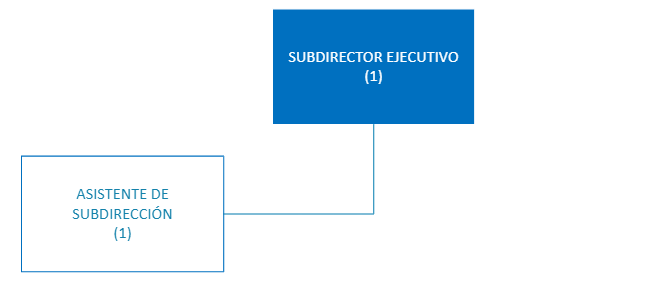 SUBDIRECTOR EJECUTIVO
(1)
ASISTENTE DE
SUBDIRECCIÓN
(1)